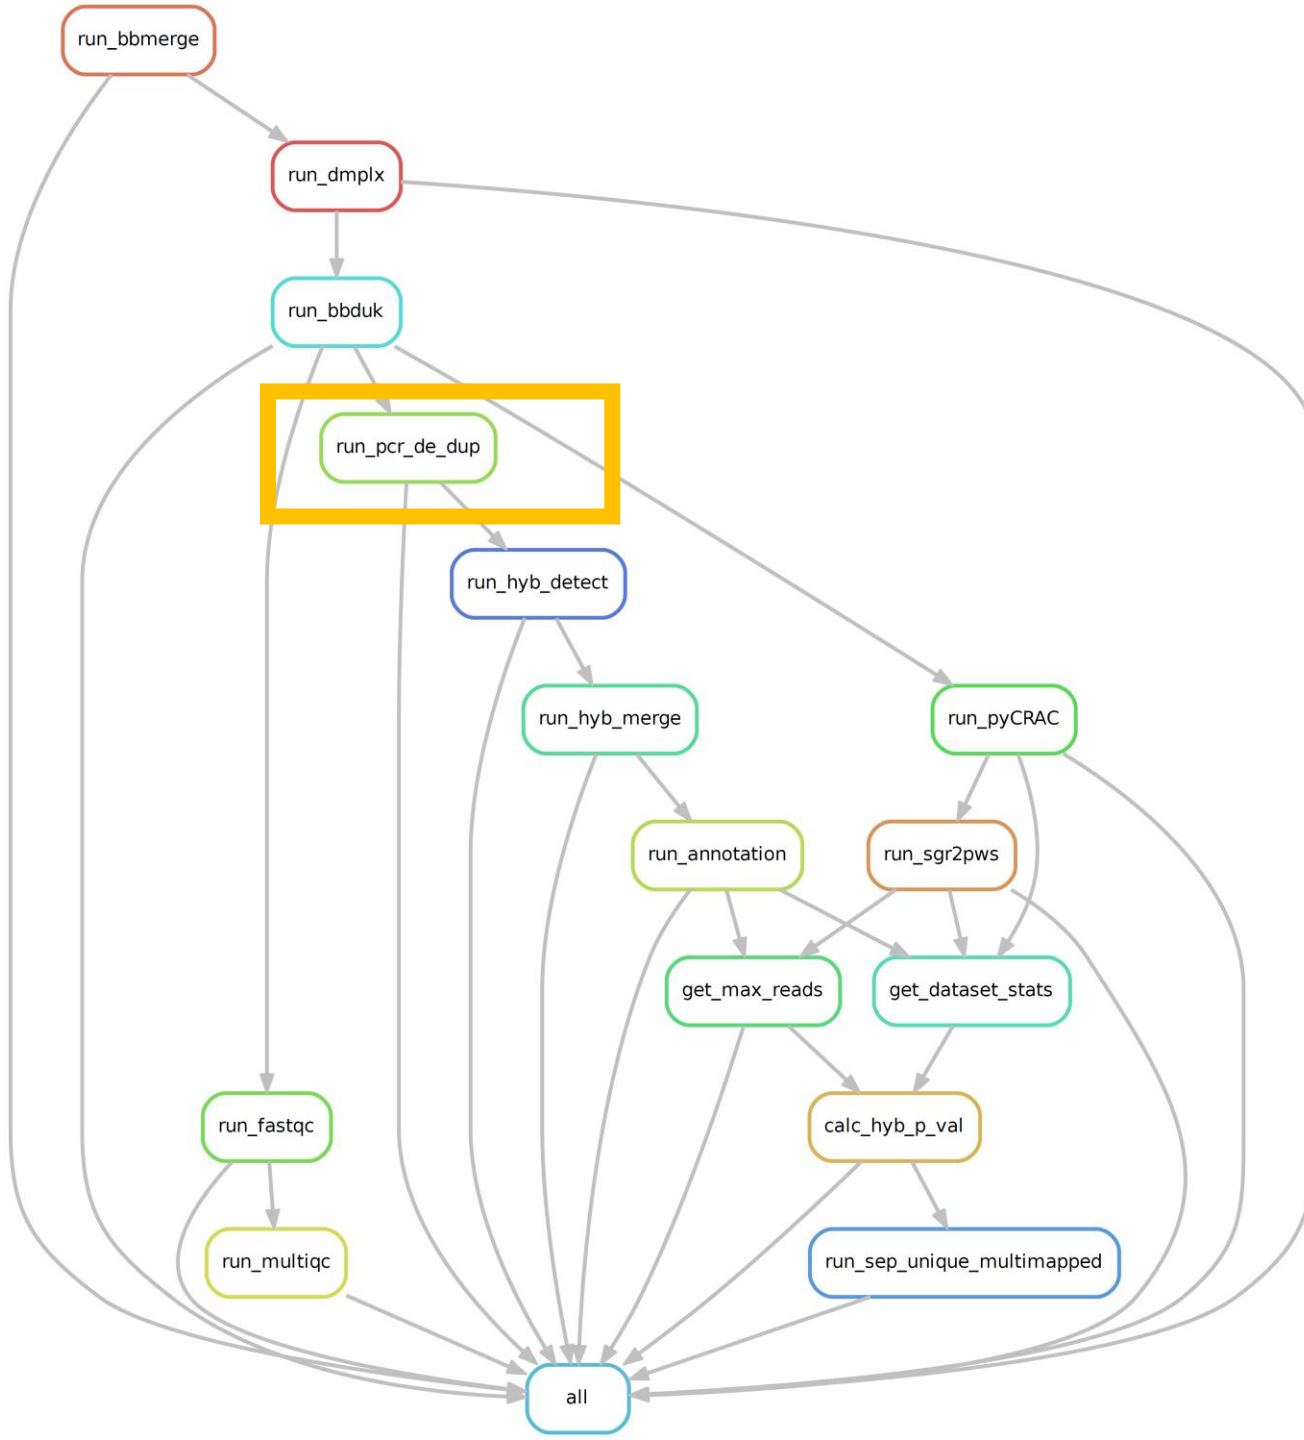 run_bbmerge
run_dmplx
run_bbduk
run_pcr_de_dup
run_hyb_detect
run_hyb_merge
run_pyCRAC
run_annotation
run_sgr2pws
get_max_reads
get_dataset_stats
run_fastqc
calc_hyb_p_val
run_multiqc
run_sep_unique_multimapped
all